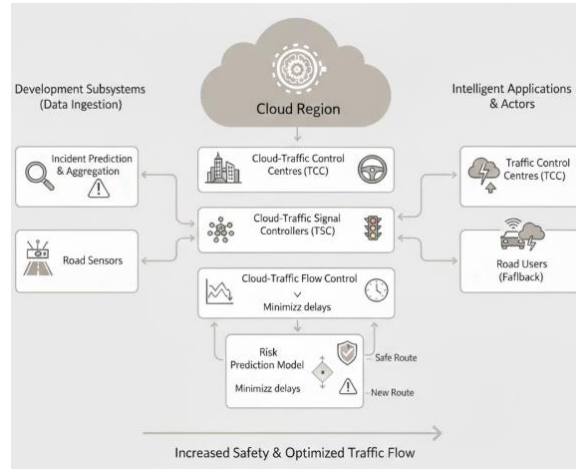 Development Subsystems
(Data Ingestion)
Cloud Region
Intelligent Applications
& Actors
Incident Prediction
& Aggregation
Cloud-Traffic Control
Centres (TCC)
Traffic Control
Centres (TCC)
Cloud-Traffic Signal
Controllers (TSC)
Road Sensors
Road Users
(Faflback)
Cloud-Traffic Flow Control
Minimizz delays
Risk
Prediction Model
Minimizz delays
Safe Route
New Route
Increased Safety & Optimized Traffic Flow